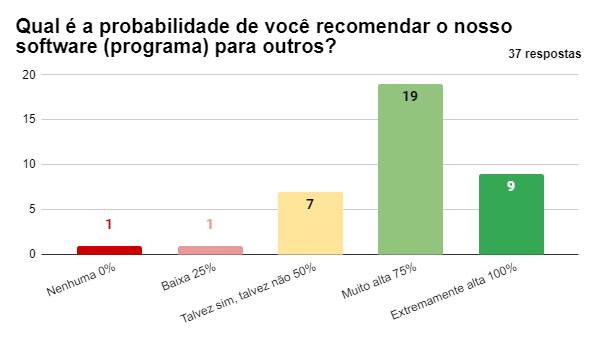 Qual é a probabilidade de você recomendar o nosso
software (programa) para outros?
37 respostas
20
15
10
5
0
1
1
7
19
9
Nenhuma 0%
Baixa 25%
Talvez sim, talvez não 50%
Muito alta 75%
Extremamente alta 100%